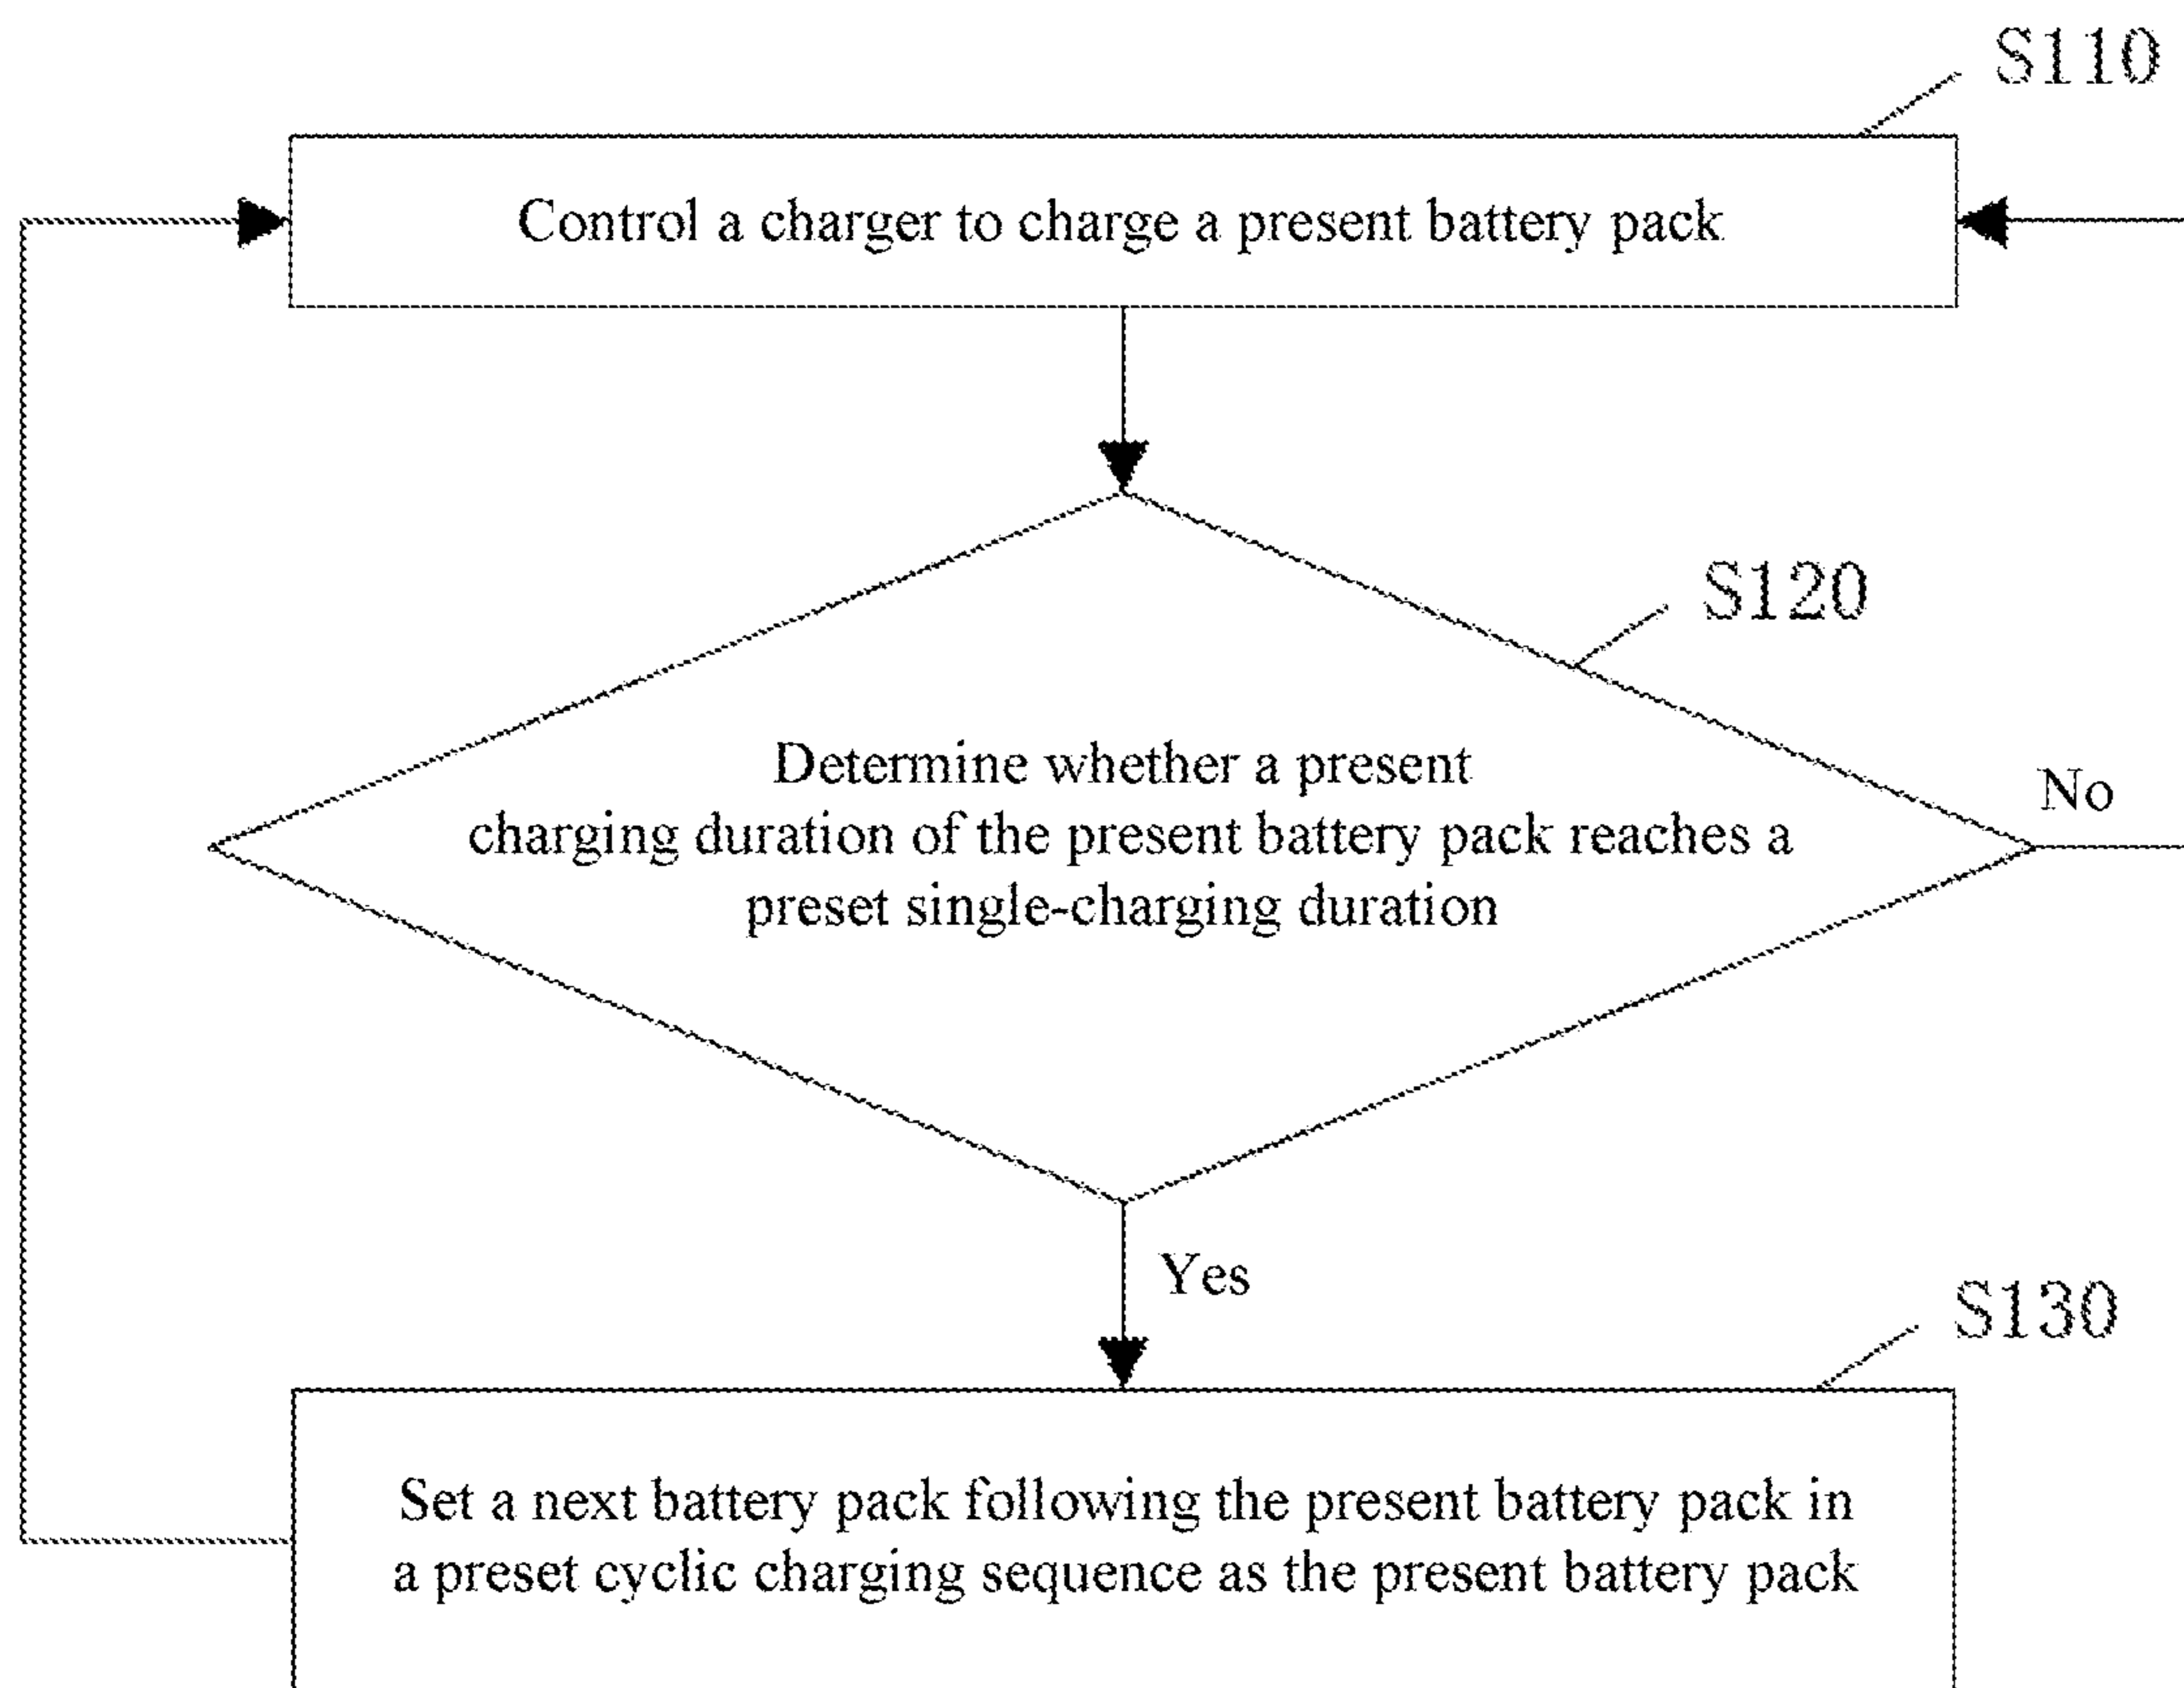 S110
Control a charger to charge a present battery pack
S120
Determine whether a present
charging duration of the present battery pack reaches a
preset single-charging duration
No
Yes
S130
Set a next battery pack following the present battery pack in
a preset cyclic charging sequence as the present battery pack